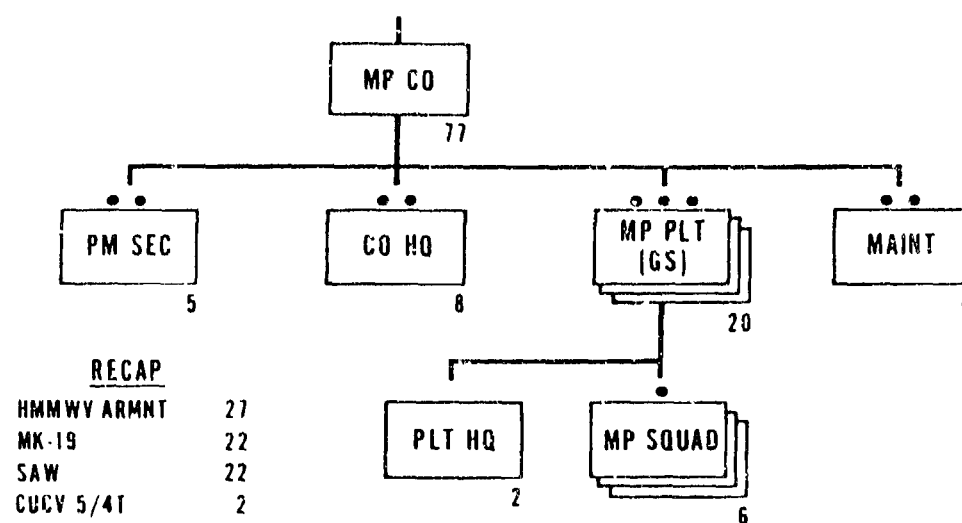 MP CO
77
PM SEC
5
CO HQ
8
MP PLT
(GS)
20
MAINT
PLT HQ
2
MP SQUAD
6
RECAP
HMMWV ARMNT 27
MK-19 22
SAW 22
CUCV 5/4T 2